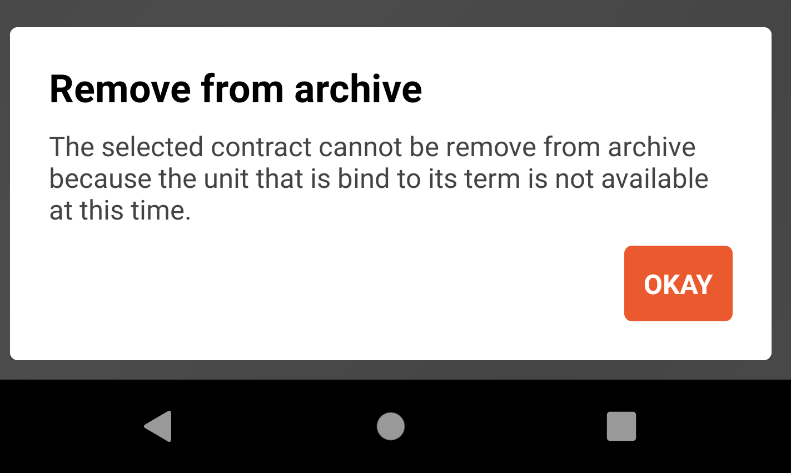 Remove from archive
The selected contract cannot be remove from archive
because the unit that is bind to its term is not available
at this time.
OKAY